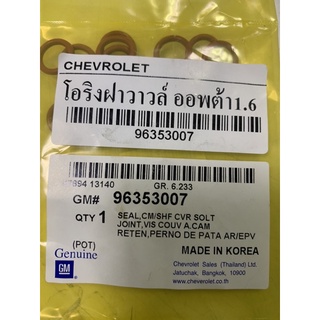 CHEVROLET
โอริงฝาวาวล์ ออพต้า1.6
96353007
894 13140
GR. 6.233
GM# 96353007
QTY 1
SEAL,CM/SHF CVR SOLT
JOINT,VIS COUV A.CAM
RETEN,PERNO DE PATA AR/EPV
(POT)
MADE IN KOREA
Genuine
GM
Chevrolet Sales (Thailand) Ltd.
Jatuchak, Bangkok, 10900
www.chevrolet.co.th